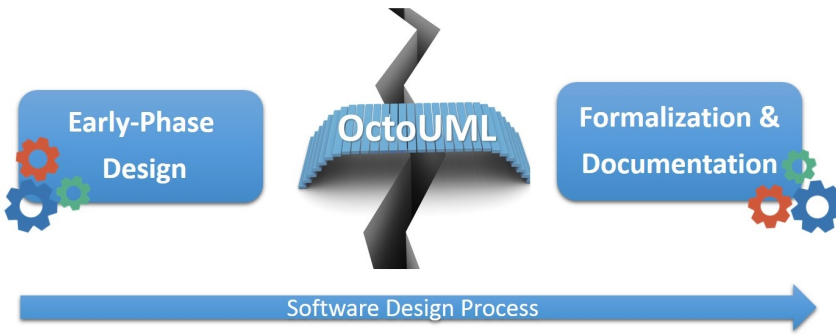 Early-Phase
Design
OctoUML
Formalization &
Documentation
Software Design Process